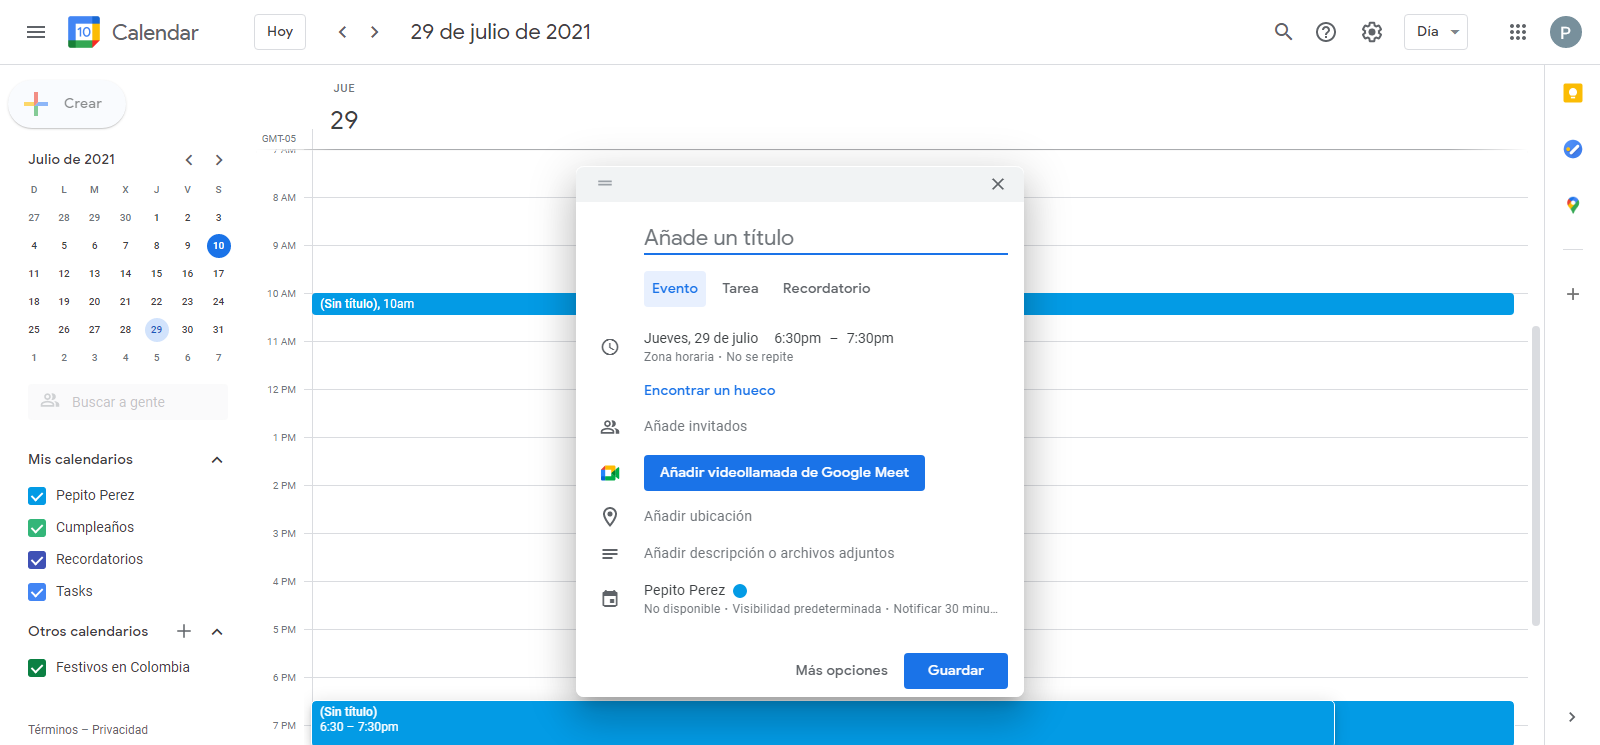 10 Calendar
Hoy
29 de julio de 2021
Día
P
Crear
Julio de 2021
D L M X J V S
27 28 29 30 1 2 3
4 5 6 7 8 9 10
11 12 13 14 15 16 17
18 19 20 21 22 23 24
25 26 27 28 29 30 31
1 2 3 4 5 6 7
Buscar a gente
Mis calendarios
Pepito Perez
Cumpleaños
Recordatorios
Tasks
Otros calendarios
Festivos en Colombia
Términos – Privacidad
JUE
29
GMT-05
7 AM
8 AM
9 AM
10 AM
(Sin título), 10am
11 AM
12 PM
1 PM
2 PM
3 PM
4 PM
5 PM
6 PM
7 PM
(Sin título)
6:30 – 7:30pm
Añade un título
Evento Tarea Recordatorio
Jueves, 29 de julio 6:30pm – 7:30pm
Zona horaria · No se repite
Encontrar un hueco
Añade invitados
Añadir videollamada de Google Meet
Añadir ubicación
Añadir descripción o archivos adjuntos
Pepito Perez
No disponible · Visibilidad predeterminada · Notificar 30 minu...
Más opciones Guardar